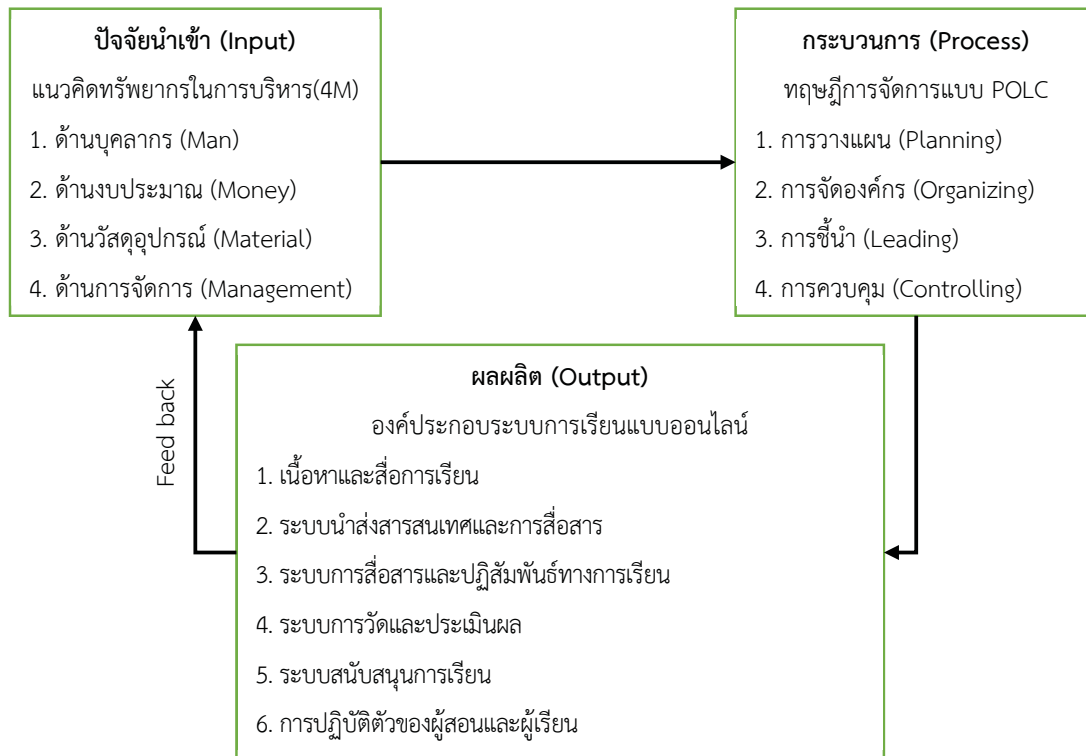 ปัจจัยนำเข้า (Input)
แนวคิดทรัพยากรในการบริหาร(4M)
1. ด้านบุคลากร (Man)
2. ด้านงบประมาณ (Money)
3. ด้านวัสดุอุปกรณ์ (Material)
4. ด้านการจัดการ (Management)
กระบวนการ (Process)
ทฤษฎีการจัดการแบบ POLC
1. การวางแผน (Planning)
2. การจัดองค์กร (Organizing)
3. การชี้นำ (Leading)
4. การควบคุม (Controlling)
Feed back
ผลผลิต (Output)
องค์ประกอบระบบการเรียนแบบออนไลน์
1. เนื้อหาและสื่อการเรียน
2. ระบบนำส่งสารสนเทศและการสื่อสาร
3. ระบบการสื่อสารและปฏิสัมพันธ์ทางการเรียน
4. ระบบการวัดและประเมินผล
5. ระบบสนับสนุนการเรียน
6. การปฏิบัติตัวของผู้สอนและผู้เรียน